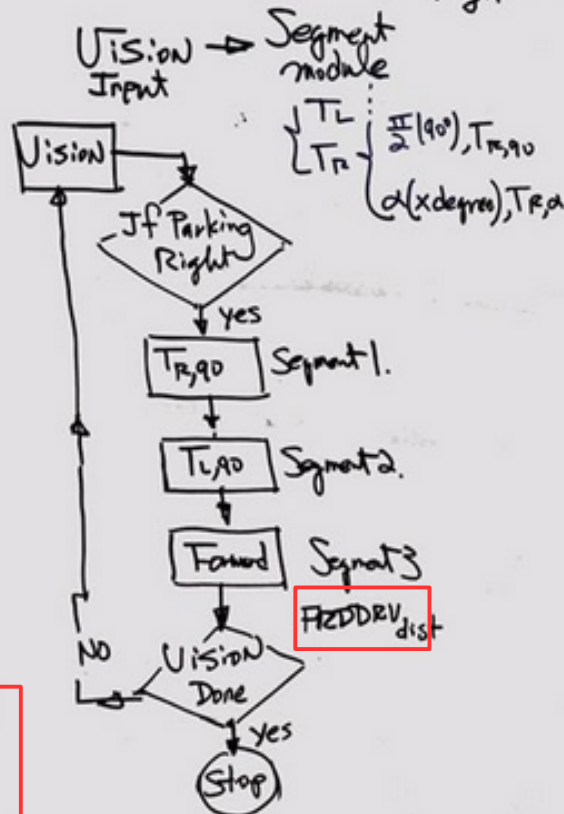 Vision → Segment
Input module
{ TL
TR { π/2 (90°), TR,90
α(x degree), TR,α
Vision
If Parking
Right
yes
TR,90 Segment 1.
TL,90 Segment 2.
Forward Segment 3
FRDDRVdist
NO
Vision
Done
yes
Stop